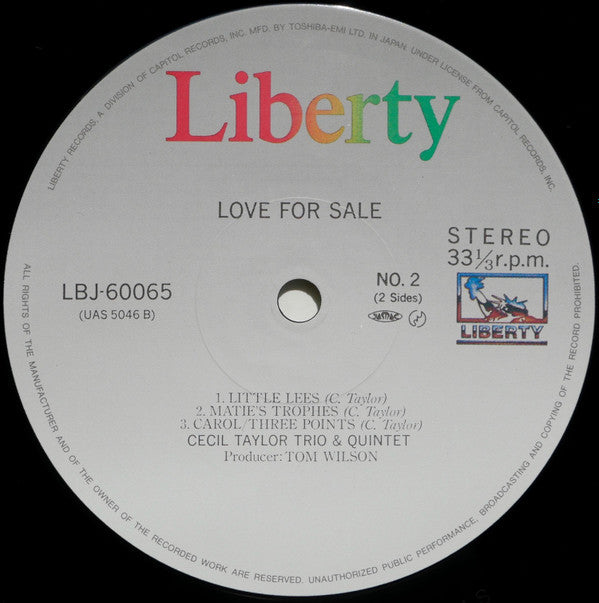 LIBERTY RECORDS, A DIVISION OF CAPITOL RECORDS, INC. MFD. BY TOSHIBA-EMI LTD. IN JAPAN UNDER LICENSE FROM CAPITOL RECORDS, INC.
Liberty
LOVE FOR SALE
STEREO
33 1/3 r.p.m.
LBJ-60065
(UAS 5046 B)
NO. 2
(2 Sides)
LIBERTY
1. LITTLE LEES (C. Taylor)
2. MATIE'S TROPHES (C. Taylor)
3. CAROL/THREE POINTS (C. Taylor)
CECIL TAYLOR TRIO & QUINTET
Producer: TOM WILSON
ALL RIGHTS OF THE MANUFACTURER AND OF THE OWNER OF THE RECORDED WORK ARE RESERVED. UNAUTHORIZED PUBLIC PERFORMANCE, BROADCASTING AND COPYING OF THE RECORD PROHIBITED.